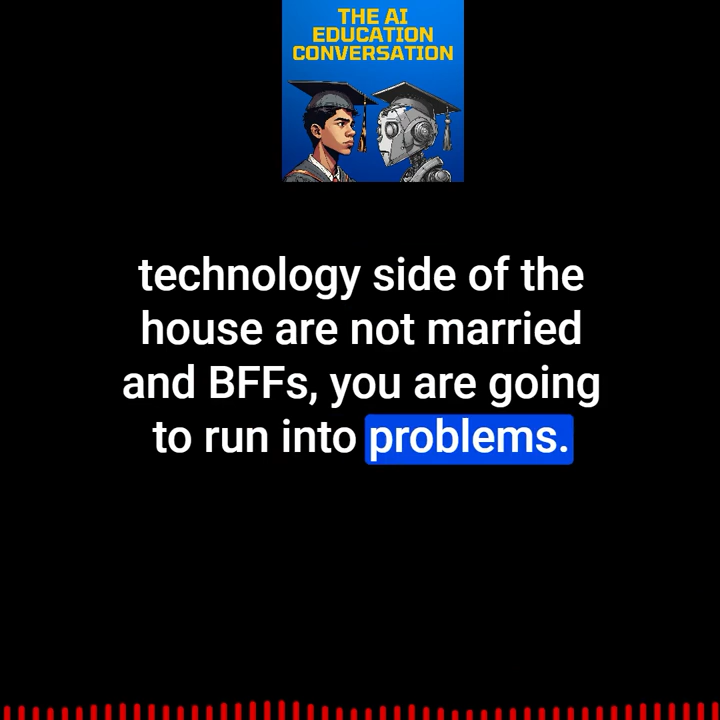 THE AI
EDUCATION
CONVERSATION
technology side of the
house are not married
and BFFs, you are going
to run into problems.